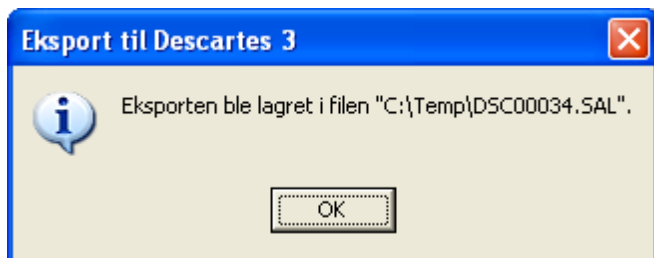 Eksport til Descartes 3
Eksporten ble lagret i filen "C:\Temp\DSC00034.SAL".
OK